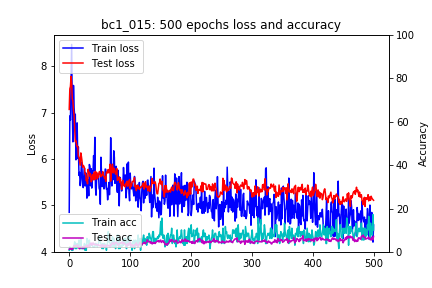 bc1_015: 500 epochs loss and accuracy
Train loss
Test loss
Train acc
Test acc
Loss
8
7
6
5
4
Accuracy
100
80
60
40
20
0
0 100 200 300 400 500